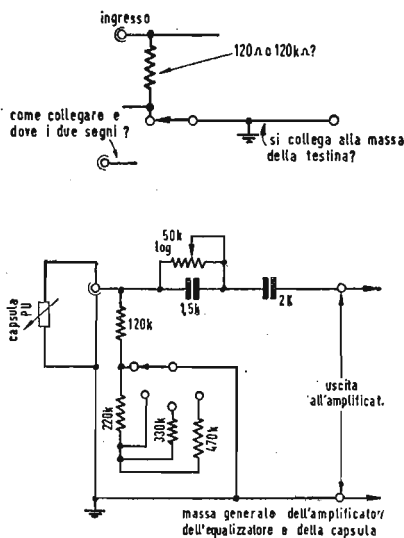 ingresso
120Ω o 120kΩ?
come collegare e
dove i due segni ?
si collega alla massa
della testina?
50k
log
1,5k
2k
capsula
PU
120k
220k
330k
470k
uscita
all'amplificat.
massa generale dell'amplificator/
dell'equalizzatore e della capsula